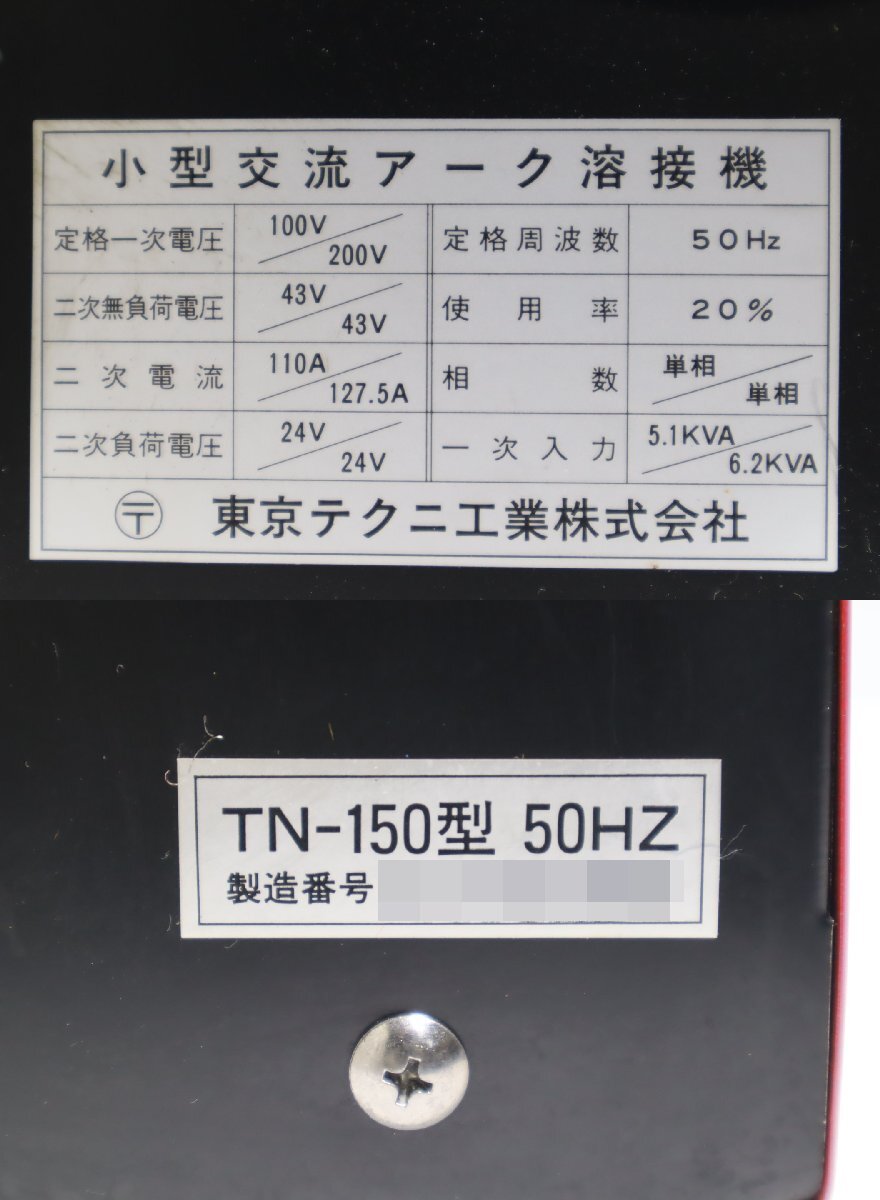 小型交流アーク溶接機
定格一次電圧 100V/200V 定格周波数 50Hz
二次無負荷電圧 43V/43V 使用率 20%
二次電流 110A/127.5A 相数 単相/単相
二次負荷電圧 24V/24V 一次入力 5.1KVA/6.2KVA
〒 東京テクニ工業株式会社
TN-150型 50HZ
製造番号